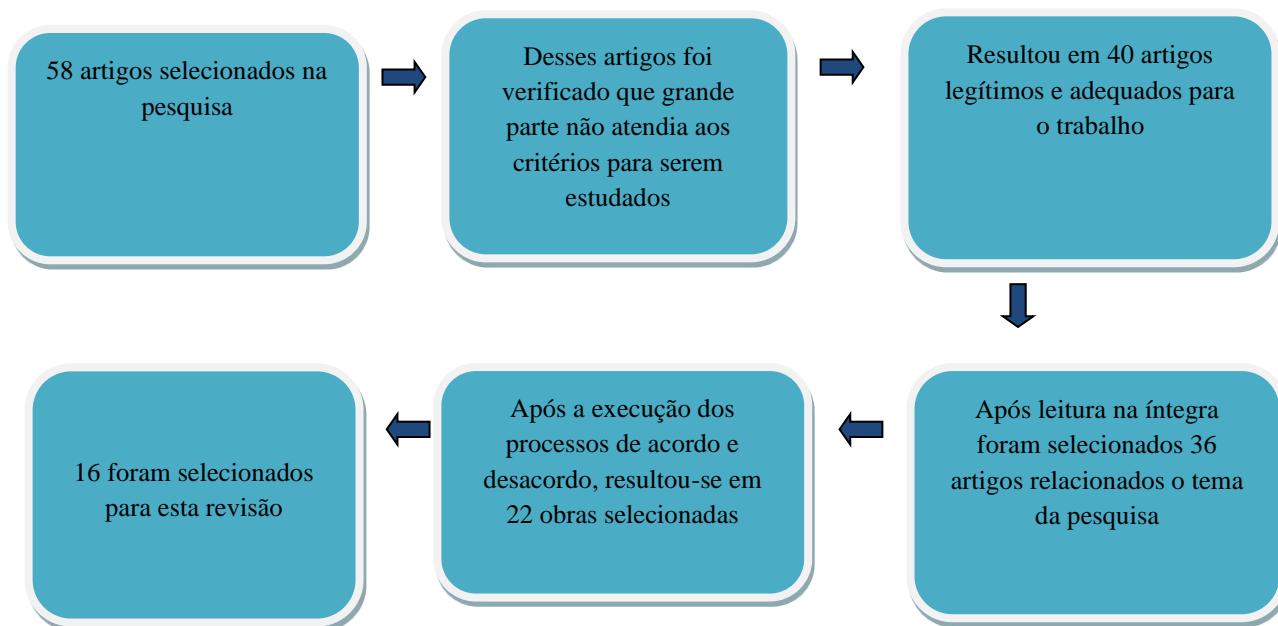 58 artigos selecionados na
pesquisa
Desses artigos foi
verificado que grande
parte não atendia aos
critérios para serem
estudados
Resultou em 40 artigos
legítimos e adequados para
o trabalho
Após leitura na íntegra
foram selecionados 36
artigos relacionados o tema
da pesquisa
Após a execução dos
processos de acordo e
desacordo, resultou-se em
22 obras selecionadas
16 foram selecionados
para esta revisão